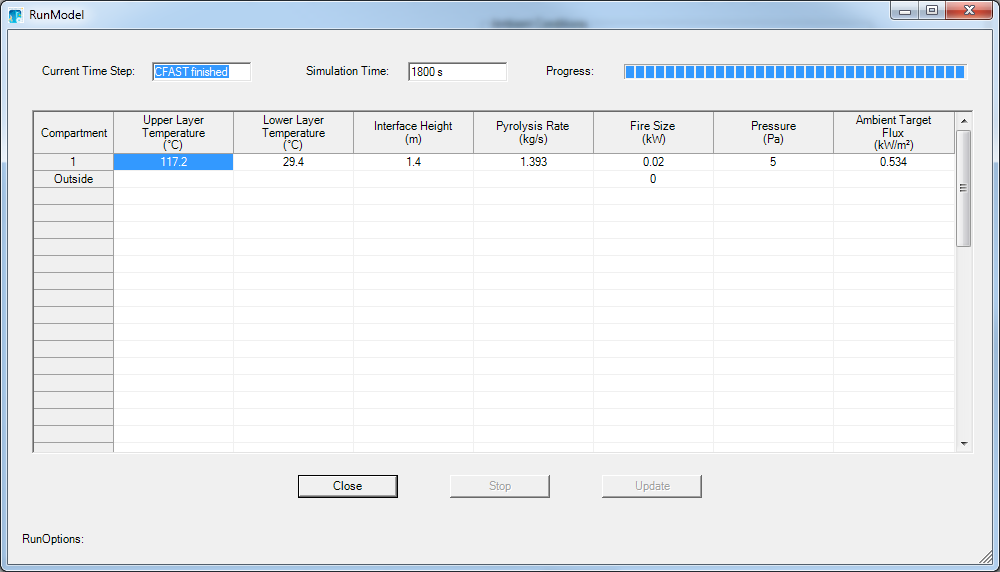 RunModel
Ambient Conditions
Current Time Step: CFAST finished Simulation Time: 1800 s Progress:
Compartment Upper Layer Temperature (°C) Lower Layer Temperature (°C) Interface Height (m) Pyrolysis Rate (kg/s) Fire Size (kW) Pressure (Pa) Ambient Target Flux (kW/m²)
1 117.2 29.4 1.4 1.393 0.02 5 0.534
Outside 0
Close Stop Update
RunOptions: